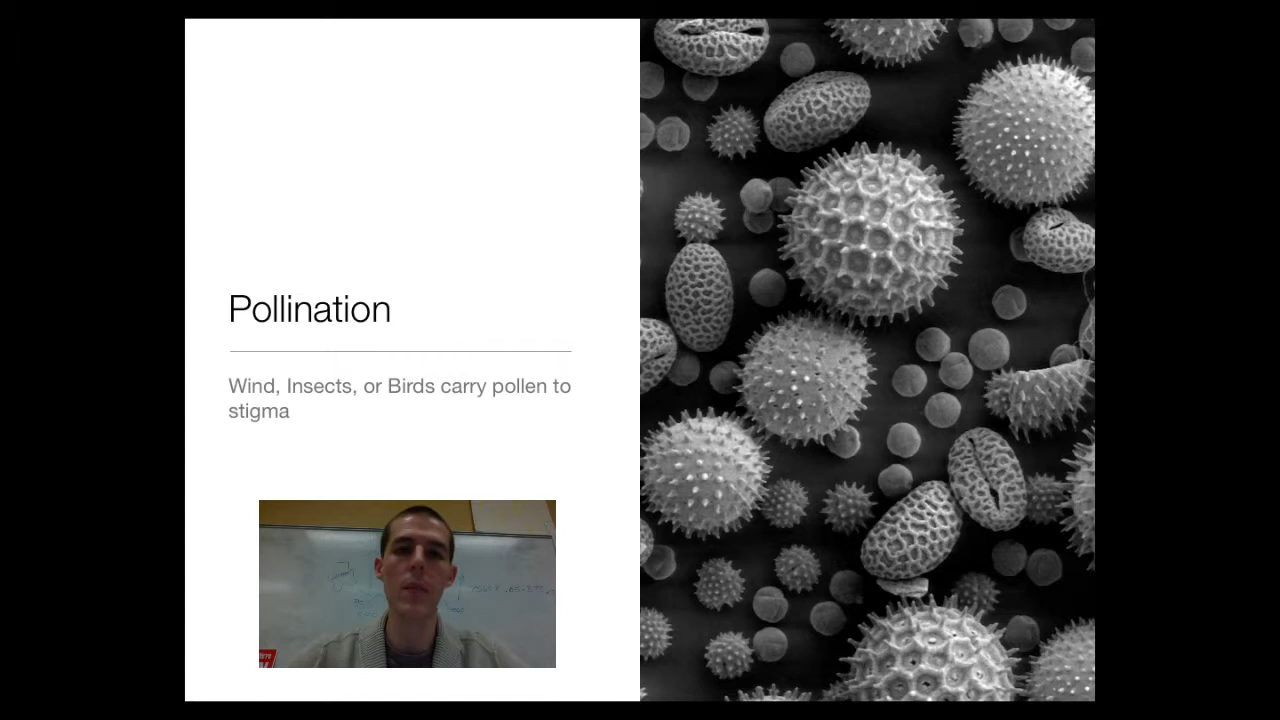 Pollination
Wind, Insects, or Birds carry pollen to
stigma